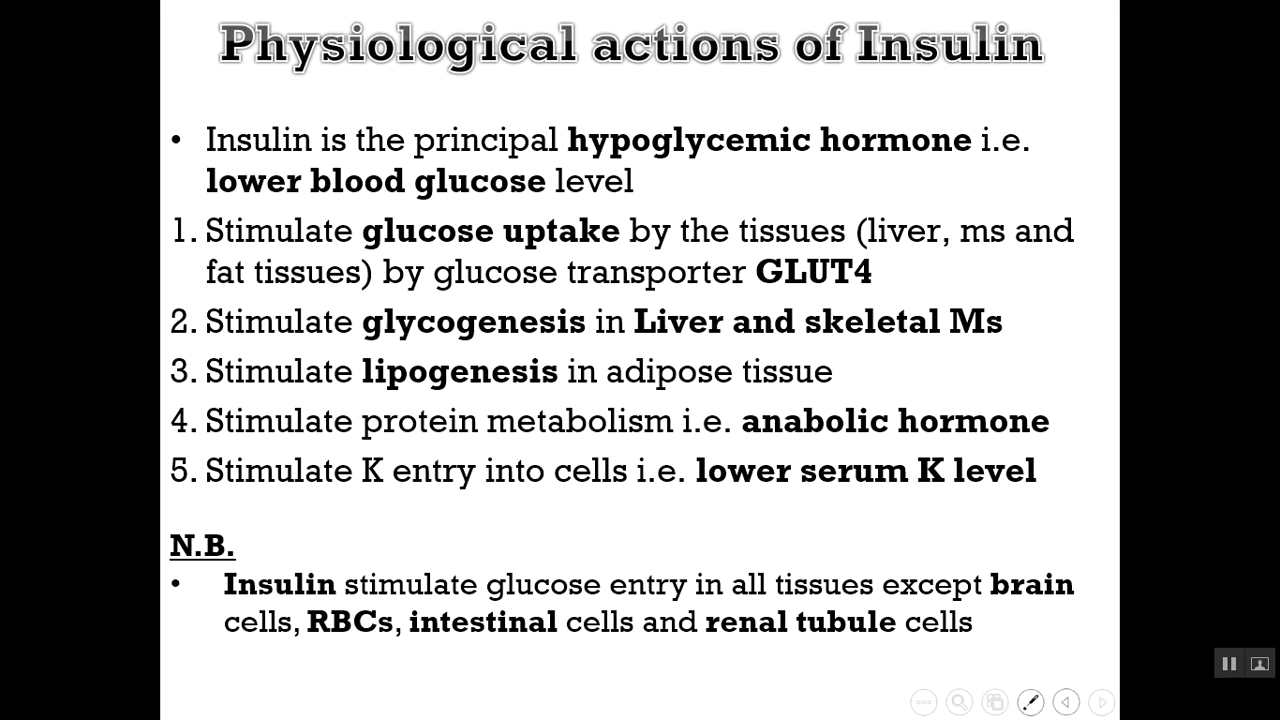 Physiological actions of Insulin
• Insulin is the principal hypoglycemic hormone i.e.
lower blood glucose level
1. Stimulate glucose uptake by the tissues (liver, ms and
fat tissues) by glucose transporter GLUT4
2. Stimulate glycogenesis in Liver and skeletal Ms
3. Stimulate lipogenesis in adipose tissue
4. Stimulate protein metabolism i.e. anabolic hormone
5. Stimulate K entry into cells i.e. lower serum K level
N.B.
• Insulin stimulate glucose entry in all tissues except brain
cells, RBCs, intestinal cells and renal tubule cells